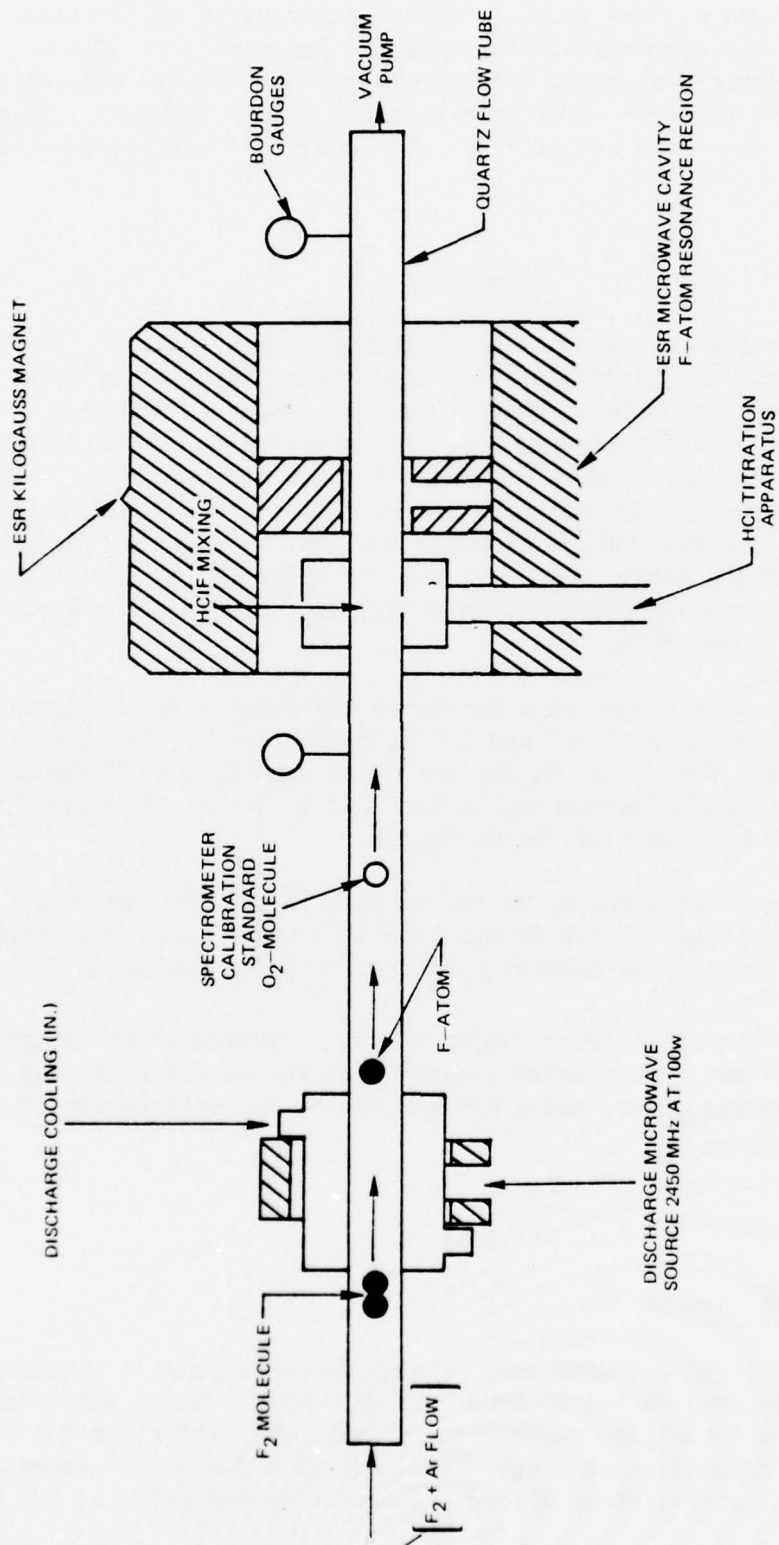 ESR KILOGAUSS MAGNET
VACUUM
PUMP
BOURDON
GAUGES
QUARTZ FLOW TUBE
HClF MIXING
ESR MICROWAVE CAVITY
F-ATOM RESONANCE REGION
HCl TITRATION
APPARATUS
SPECTROMETER
CALIBRATION
STANDARD
O2-MOLECULE
F-ATOM
DISCHARGE COOLING (IN.)
DISCHARGE MICROWAVE
SOURCE 2450 MHz AT 100w
F2 MOLECULE
F2 + Ar FLOW